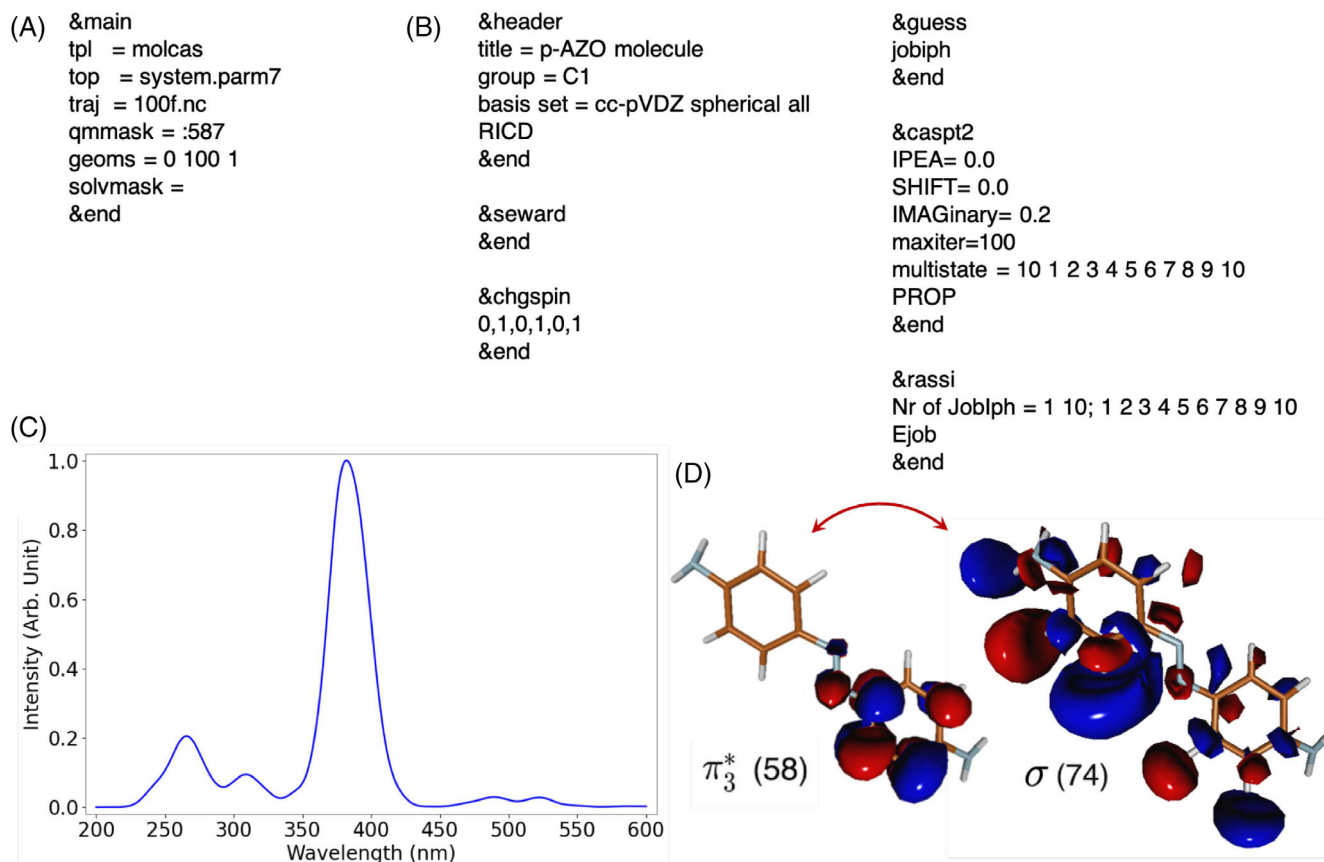 (A)
&main
tpl = molcas
top = system.parm7
traj = 100f.nc
qmmask = :587
geoms = 0 100 1
solvmask =
&end
(B)
&header
title = p-AZO molecule
group = C1
basis set = cc-pVDZ spherical all
RICD
&end
&seward
&end
&chgspin
0,1,0,1,0,1
&end
&guess
jobiph
&end
&caspt2
IPEA= 0.0
SHIFT= 0.0
IMAGinary= 0.2
maxiter=100
multistate = 10 1 2 3 4 5 6 7 8 9 10
PROP
&end
&rassi
Nr of JobIph = 1 10; 1 2 3 4 5 6 7 8 9 10
Ejob
&end
(C)
Intensity (Arb. Unit)
1.0
0.8
0.6
0.4
0.2
0.0
200 250 300 350 400 450 500 550 600
Wavelength (nm)
(D)
π₃* (58)
σ (74)